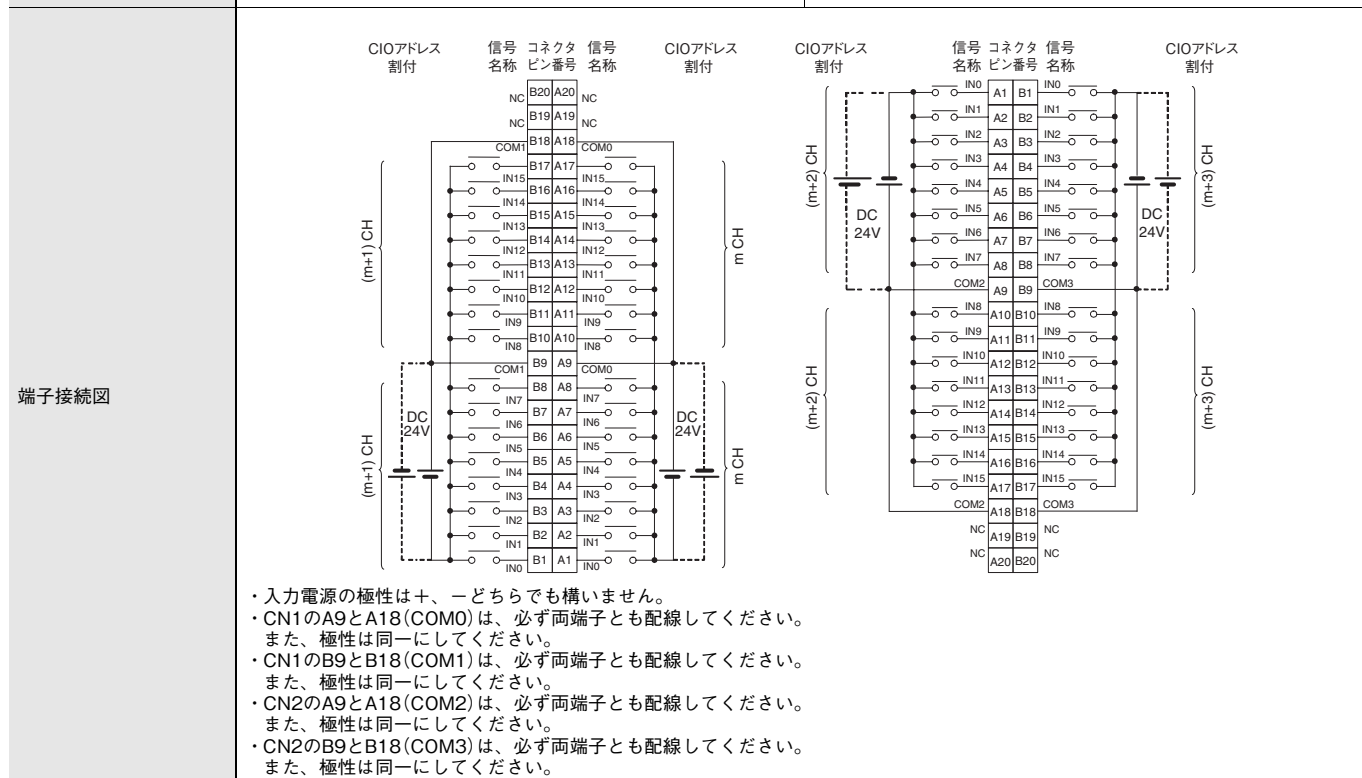 端子接続図
CIOアドレス 信号 コネクタ 信号 CIOアドレス
割付 名称 ピン番号 名称 割付
NC B20 A20 NC
NC B19 A19 NC
COM1 B18 A18 COM0
IN15 B17 A17 IN15
IN14 B16 A16 IN14
IN13 B15 A15 IN13
IN12 B14 A14 IN12
IN11 B13 A13 IN11
IN10 B12 A12 IN10
IN9 B11 A11 IN9
IN8 B10 A10 IN8
COM1 B9 A9 COM0
IN7 B8 A8 IN7
IN6 B7 A7 IN6
IN5 B6 A6 IN5
IN4 B5 A5 IN4
IN3 B4 A4 IN3
IN2 B3 A3 IN2
IN1 B2 A2 IN1
IN0 B1 A1 IN0
(m+1) CH
m CH
(m+1) CH
m CH
DC
24V
DC
24V
CIOアドレス 信号 コネクタ 信号 CIOアドレス
割付 名称 ピン番号 名称 割付
IN0 A1 B1 IN0
IN1 A2 B2 IN1
IN2 A3 B3 IN2
IN3 A4 B4 IN3
IN4 A5 B5 IN4
IN5 A6 B6 IN5
IN6 A7 B7 IN6
IN7 A8 B8 IN7
COM2 A9 B9 COM3
IN8 A10 B10 IN8
IN9 A11 B11 IN9
IN10 A12 B12 IN10
IN11 A13 B13 IN11
IN12 A14 B14 IN12
IN13 A15 B15 IN13
IN14 A16 B16 IN14
IN15 A17 B17 IN15
COM2 A18 B18 COM3
NC A19 B19 NC
NC A20 B20 NC
(m+2) CH
(m+3) CH
(m+2) CH
(m+3) CH
DC
24V
DC
24V
・入力電源の極性は＋、－どちらでも構いません。
・CN1のA9とA18(COM0)は、必ず両端子とも配線してください。
また、極性は同一にしてください。
・CN1のB9とB18(COM1)は、必ず両端子とも配線してください。
また、極性は同一にしてください。
・CN2のA9とA18(COM2)は、必ず両端子とも配線してください。
また、極性は同一にしてください。
・CN2のB9とB18(COM3)は、必ず両端子とも配線してください。
また、極性は同一にしてください。